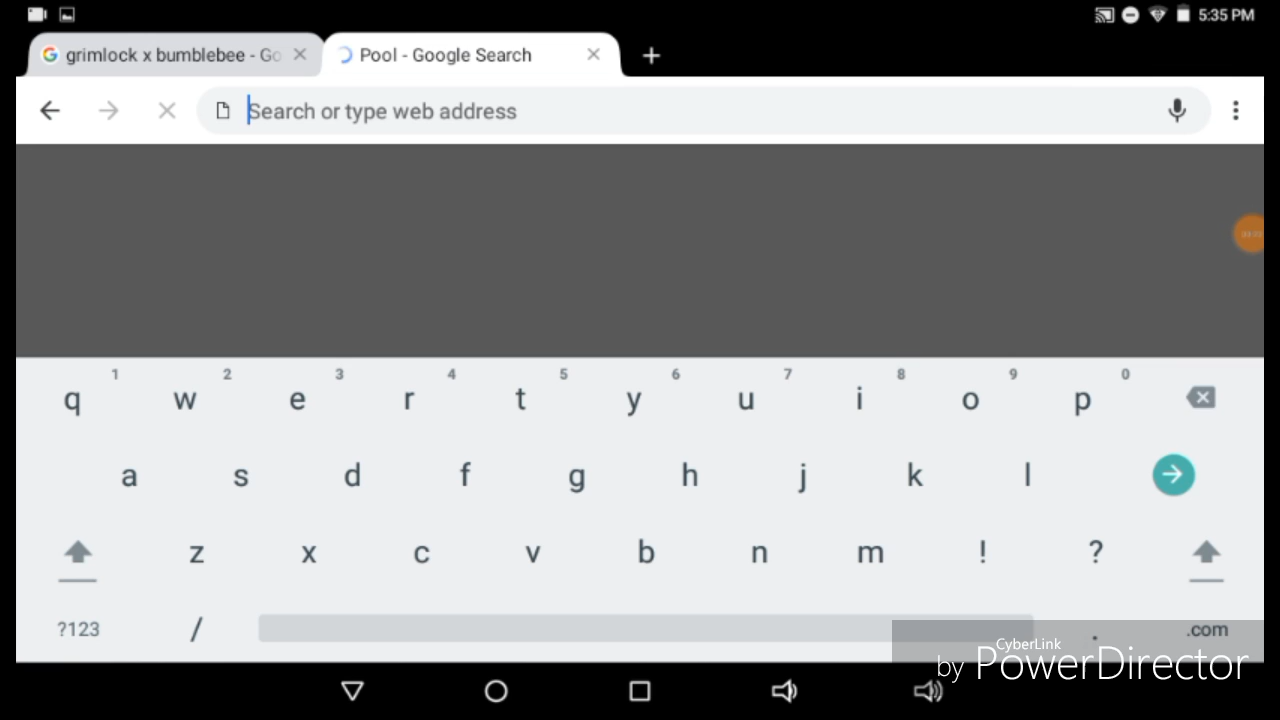 5:35 PM
grimlock x bumblebee - Go
Pool - Google Search
Search or type web address
1 2 3 4 5 6 7 8 9 0
q w e r t y u i o p
a s d f g h j k l
z x c v b n m ! ?
?123 / . .com
CyberLink
by PowerDirector